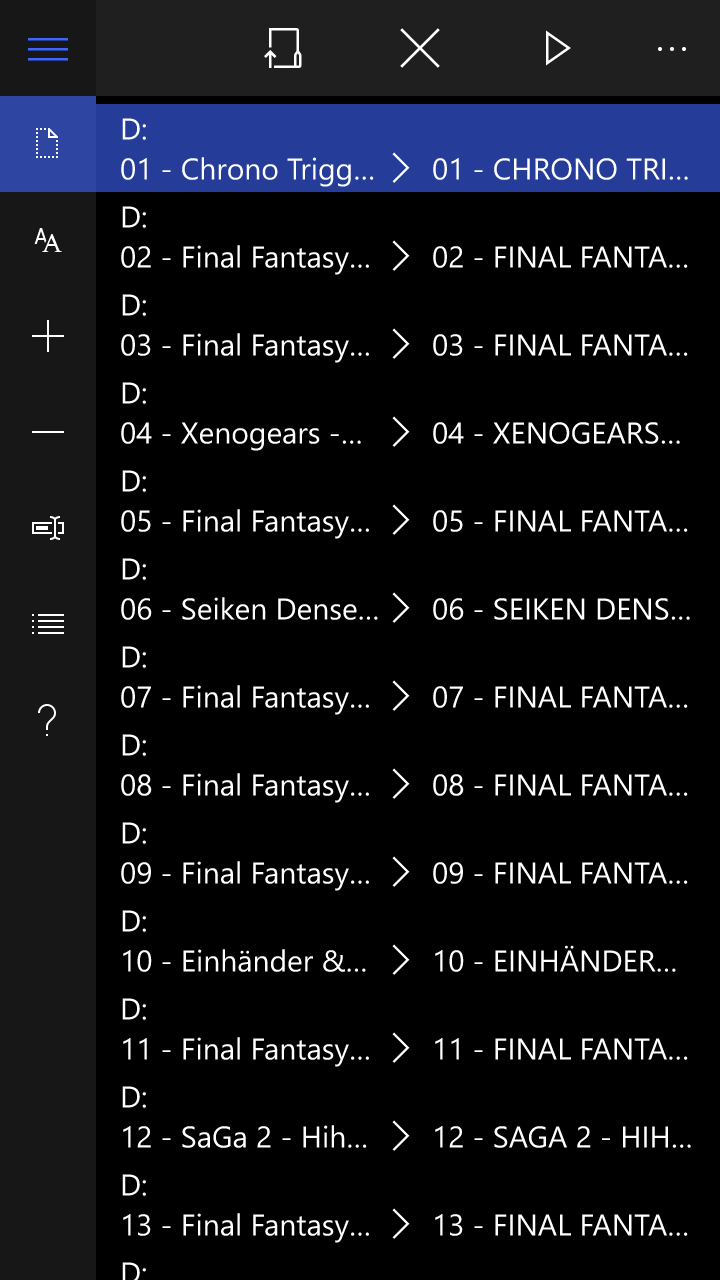 D:
01 - Chrono Trigg... 01 - CHRONO TRI...
D:
02 - Final Fantasy... 02 - FINAL FANTA...
D:
03 - Final Fantasy... 03 - FINAL FANTA...
D:
04 - Xenogears -... 04 - XENOGEARS...
D:
05 - Final Fantasy... 05 - FINAL FANTA...
D:
06 - Seiken Dense... 06 - SEIKEN DENS...
D:
07 - Final Fantasy... 07 - FINAL FANTA...
D:
08 - Final Fantasy... 08 - FINAL FANTA...
D:
09 - Final Fantasy... 09 - FINAL FANTA...
D:
10 - Einhänder &... 10 - EINHÄNDER...
D:
11 - Final Fantasy... 11 - FINAL FANTA...
D:
12 - SaGa 2 - Hih... 12 - SAGA 2 - HIH...
D:
13 - Final Fantasy... 13 - FINAL FANTA...
D: